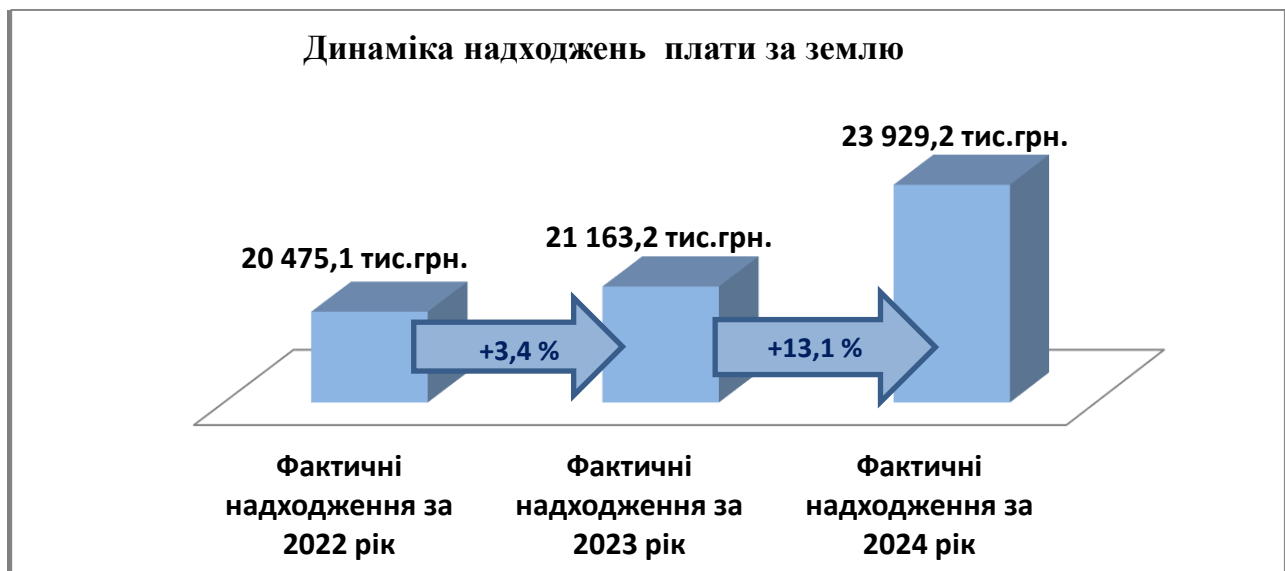 Динаміка надходжень плати за землю
23 929,2 тис.грн.
21 163,2 тис.грн.
20 475,1 тис.грн.
+3,4 %
+13,1 %
Фактичні надходження за 2022 рік
Фактичні надходження за 2023 рік
Фактичні надходження за 2024 рік